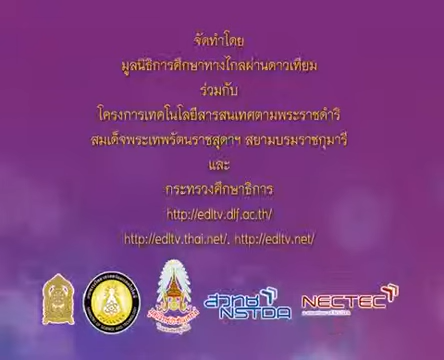 จัดทำโดย
มูลนิธิการศึกษาทางไกลผ่านดาวเทียม
ร่วมกับ
โครงการเทคโนโลยีสารสนเทศตามพระราชดำริ
สมเด็จพระเทพรัตนราชสุดาฯ สยามบรมราชกุมารี
และ
กระทรวงศึกษาธิการ
http://edltv.dlf.ac.th/
http://edltv.thai.net/, http://edltv.net/
สวทช NSTDA
NECTEC